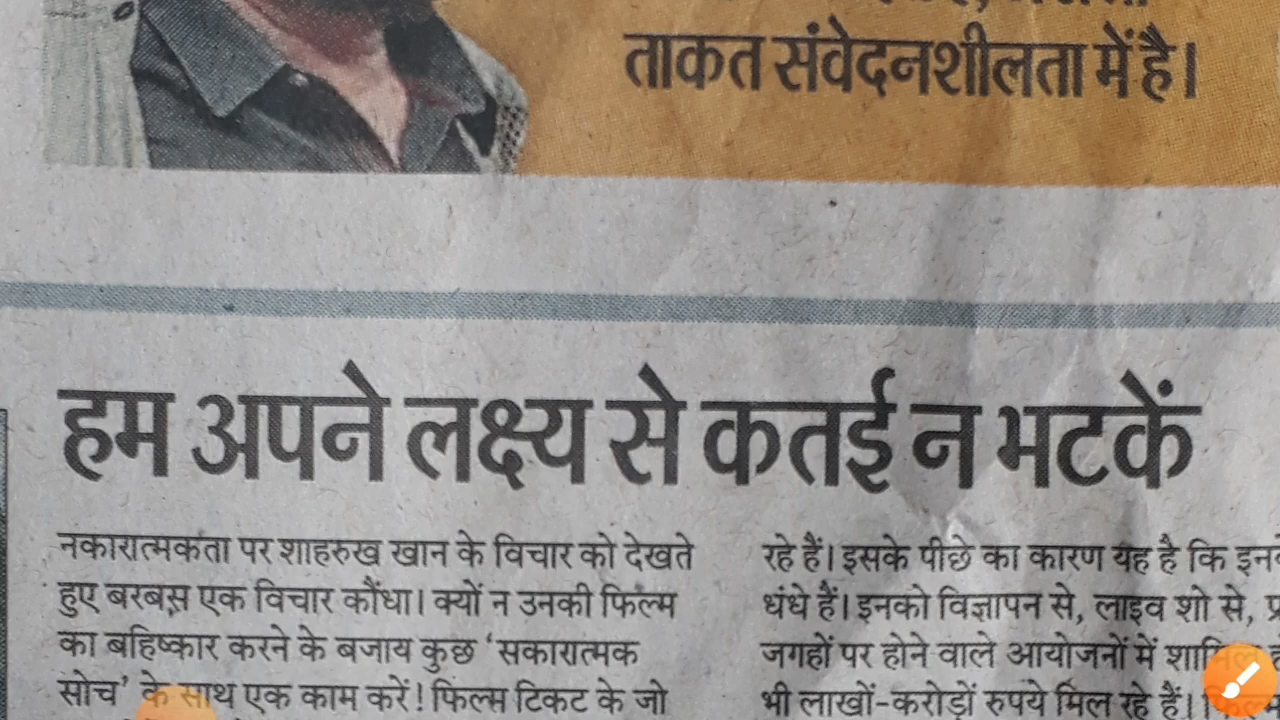 ताकत संवेदनशीलता में है।
हम अपने लक्ष्य से कतई न भटकें
नकारात्मकता पर शाहरुख खान के विचार को देखते
हुए बरबस एक विचार कौंधा। क्यों न उनकी फिल्म
का बहिष्कार करने के बजाय कुछ ‘सकारात्मक
सोच’ के साथ एक काम करें! फिल्म टिकट के जो
रहे हैं। इसके पीछे का कारण यह है कि
धंधे हैं। इनको विज्ञापन से, लाइव शो से,
जगहों पर होने वाले आयोजनों में
भी लाखों-करोड़ों रुपये मिल रहे हैं।